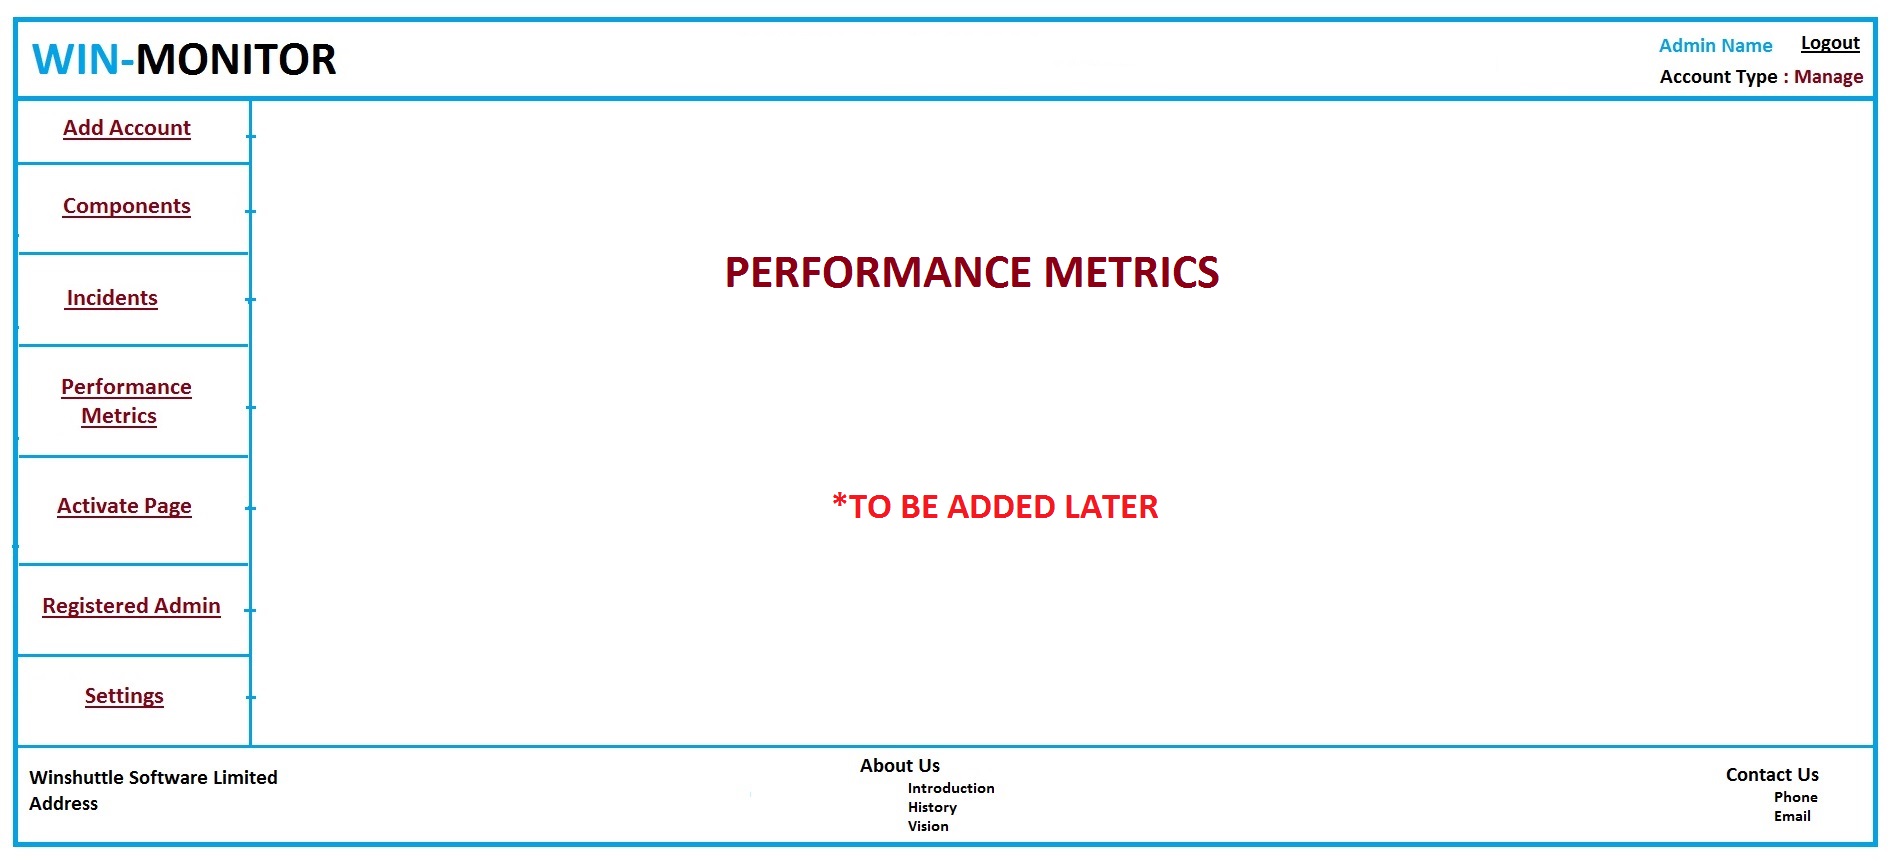 WIN-MONITOR
Admin Name Logout
Account Type : Manage
Add Account
Components
Incidents
Performance
Metrics
Activate Page
Registered Admin
Settings
PERFORMANCE METRICS
*TO BE ADDED LATER
Winshuttle Software Limited
Address
About Us
Introduction
History
Vision
Contact Us
Phone
Email